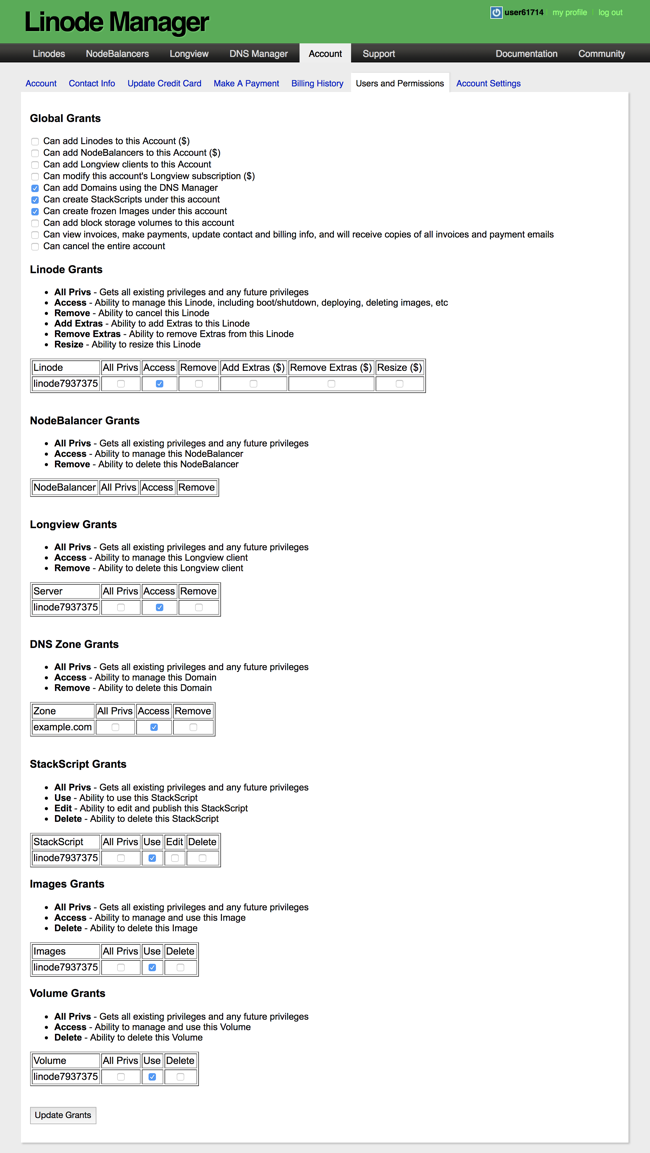 Linode Manager
user61714 my profile log out
Linodes NodeBalancers Longview DNS Manager Account Support Documentation Community
Account Contact Info Update Credit Card Make A Payment Billing History Users and Permissions Account Settings
Global Grants
Can add Linodes to this Account ($)
Can add NodeBalancers to this Account ($)
Can add Longview clients to this Account
Can modify this account's Longview subscription ($)
Can add Domains using the DNS Manager
Can create StackScripts under this account
Can create frozen Images under this account
Can add block storage volumes to this account
Can view invoices, make payments, update contact and billing info, and will receive copies of all invoices and payment emails
Can cancel the entire account
Linode Grants
• All Privs - Gets all existing privileges and any future privileges
• Access - Ability to manage this Linode, including boot/shutdown, deploying, deleting images, etc
• Remove - Ability to cancel this Linode
• Add Extras - Ability to add Extras to this Linode
• Remove Extras - Ability to remove Extras from this Linode
• Resize - Ability to resize this Linode
Linode All Privs Access Remove Add Extras ($) Remove Extras ($) Resize ($)
linode7937375
NodeBalancer Grants
• All Privs - Gets all existing privileges and any future privileges
• Access - Ability to manage this NodeBalancer
• Remove - Ability to delete this NodeBalancer
NodeBalancer All Privs Access Remove
Longview Grants
• All Privs - Gets all existing privileges and any future privileges
• Access - Ability to manage this Longview client
• Remove - Ability to delete this Longview client
Server All Privs Access Remove
linode7937375
DNS Zone Grants
• All Privs - Gets all existing privileges and any future privileges
• Access - Ability to manage this Domain
• Remove - Ability to delete this Domain
Zone All Privs Access Remove
example.com
StackScript Grants
• All Privs - Gets all existing privileges and any future privileges
• Use - Ability to use this StackScript
• Edit - Ability to edit and publish this StackScript
• Delete - Ability to delete this StackScript
StackScript All Privs Use Edit Delete
linode7937375
Images Grants
• All Privs - Gets all existing privileges and any future privileges
• Access - Ability to manage and use this Image
• Delete - Ability to delete this Image
Images All Privs Use Delete
linode7937375
Volume Grants
• All Privs - Gets all existing privileges and any future privileges
• Access - Ability to manage and use this Volume
• Delete - Ability to delete this Volume
Volume All Privs Use Delete
linode7937375
Update Grants